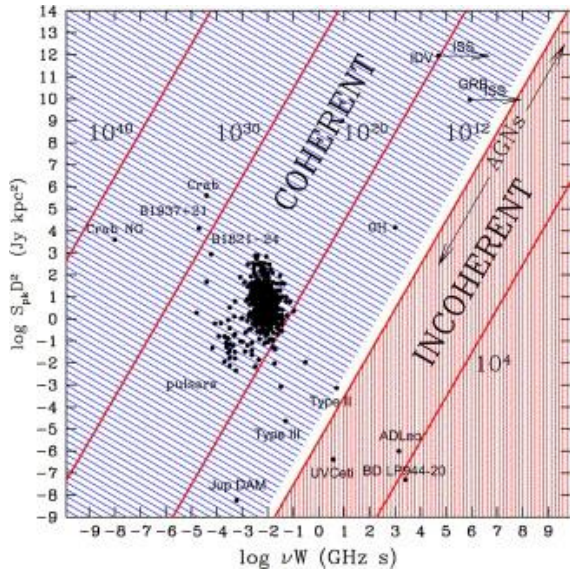 14
13
12
11
10
9
8
7
6
5
4
3
2
1
0
-1
-2
-3
-4
-5
-6
-7
-8
-9
log S_pk D² (Jy kpc²)
IDV
ISS
GRB
ISS
10^40
10^30
10^20
10^12
COHERENT
AGNs
Crab
B1937+21
Crab NG
B1821-24
OH
INCOHERENT
10^4
pulsars
Type II
Type III
ADLeo
UVCeti
BD LP944-20
Jup DAM
-9 -8 -7 -6 -5 -4 -3 -2 -1 0 1 2 3 4 5 6 7 8 9
log νW (GHz s)